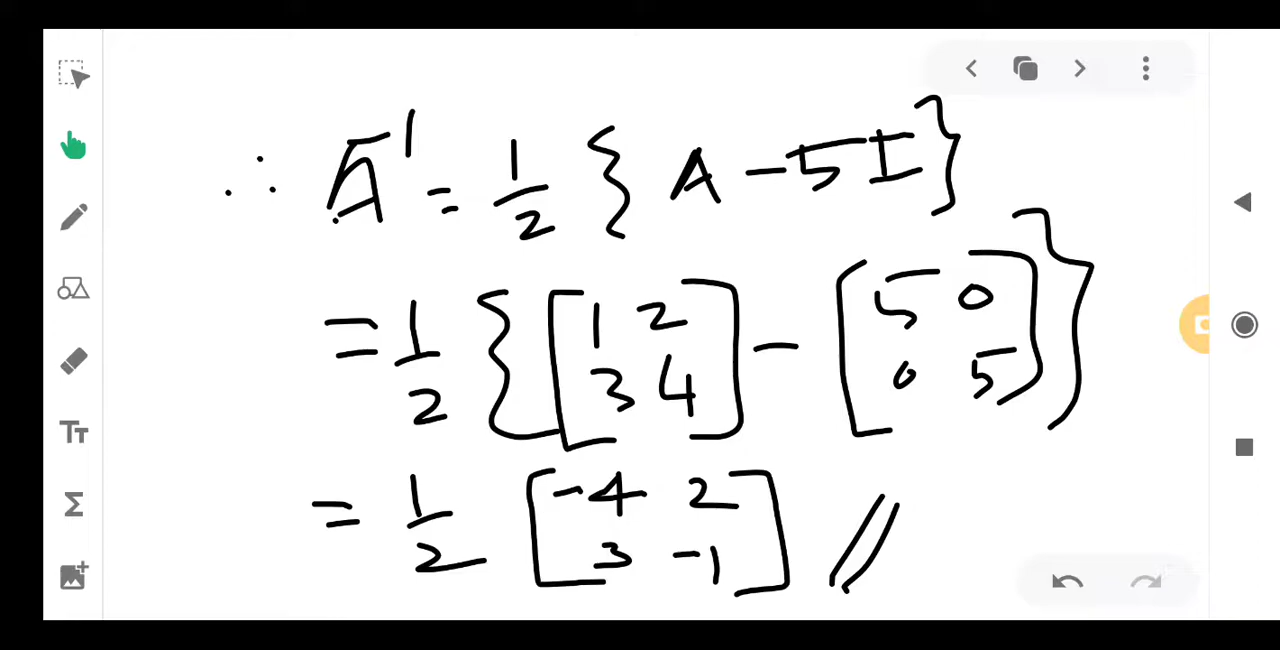 ∴ A⁻¹ = 1/2 { A - 5I }
= 1/2 { [1 2; 3 4] - [5 0; 0 5] }
= 1/2 [-4 2; 3 -1] //
Tt
Σ